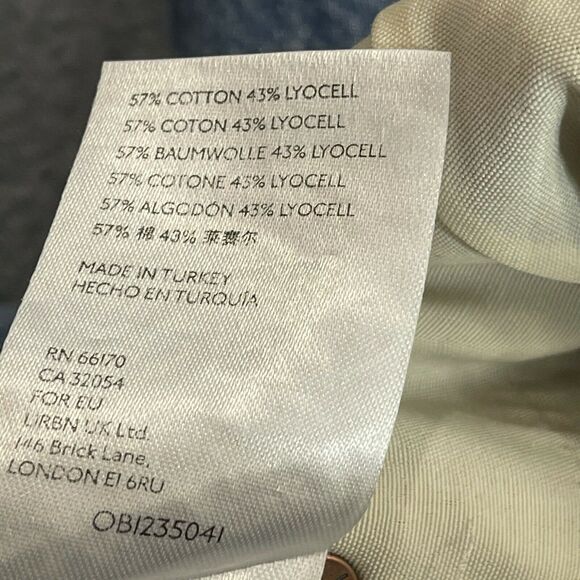 57% COTTON 43% LYOCELL
57% COTON 43% LYOCELL
57% BAUMWOLLE 43% LYOCELL
57% COTONE 43% LYOCELL
57% ALGODÓN 43% LYOCELL
57% 棉 43% 莱赛尔
MADE IN TURKEY
HECHO EN TURQUÍA
RN 66170
CA 32054
FOR EU
URBN UK Ltd.
146 Brick Lane,
LONDON E1 6RU
OB1235041